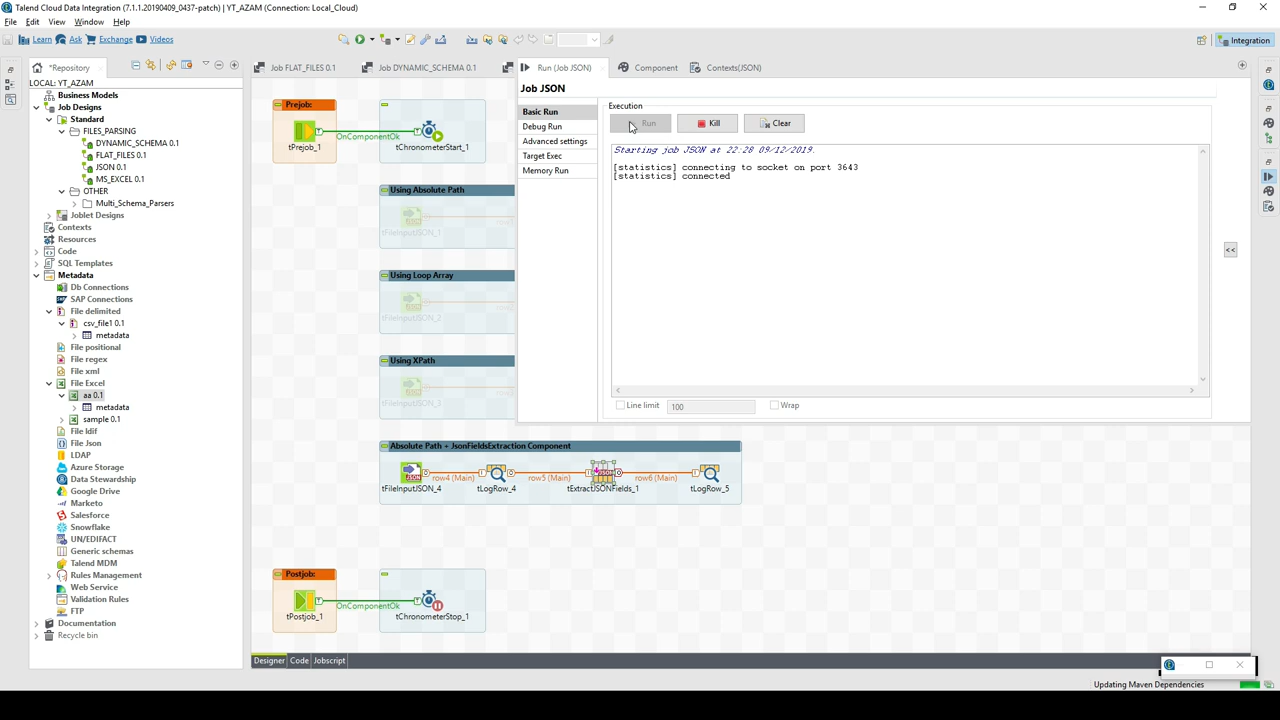 Talend Cloud Data Integration (7.1.1.20190409_0437-patch) | YT_AZAM (Connection: Local_Cloud)
File Edit View Window Help
Learn Ask Exchange Videos
Integration
*Repository
Job FLAT_FILES 0.1
Job DYNAMIC_SCHEMA 0.1
Run (Job JSON)
Component
Contexts(JSON)
LOCAL: YT_AZAM
Business Models
Job Designs
Standard
FILES_PARSING
DYNAMIC_SCHEMA 0.1
FLAT_FILES 0.1
JSON 0.1
MS_EXCEL 0.1
OTHER
Multi_Schema_Parsers
Joblet Designs
Contexts
Resources
Code
SQL Templates
Metadata
Db Connections
SAP Connections
File delimited
csv_file1 0.1
metadata
File positional
File regex
File xml
File Excel
aa 0.1
metadata
sample 0.1
File ldif
File Json
LDAP
Azure Storage
Data Stewardship
Google Drive
Marketo
Salesforce
Snowflake
UN/EDIFACT
Generic schemas
Talend MDM
Rules Management
Web Service
Validation Rules
FTP
Documentation
Recycle bin
Prejob:
tPrejob_1
OnComponentOk
tChronometerStart_1
Using Absolute Path
tFileInputJSON_1
Using Loop Array
tFileInputJSON_2
Using XPath
tFileInputJSON_3
Job JSON
Basic Run
Debug Run
Advanced settings
Target Exec
Memory Run
Execution
Run
Kill
Clear
Starting job JSON at 22:28 09/12/2019.
[statistics] connecting to socket on port 3643
[statistics] connected
Line limit
100
Wrap
<<
Absolute Path + JsonFieldsExtraction Component
row4 (Main)
row5 (Main)
row6 (Main)
tFileInputJSON_4
tLogRow_4
tExtractJSONFields_1
tLogRow_5
Postjob:
tPostjob_1
OnComponentOk
tChronometerStop_1
Designer Code Jobscript
Updating Maven Dependencies